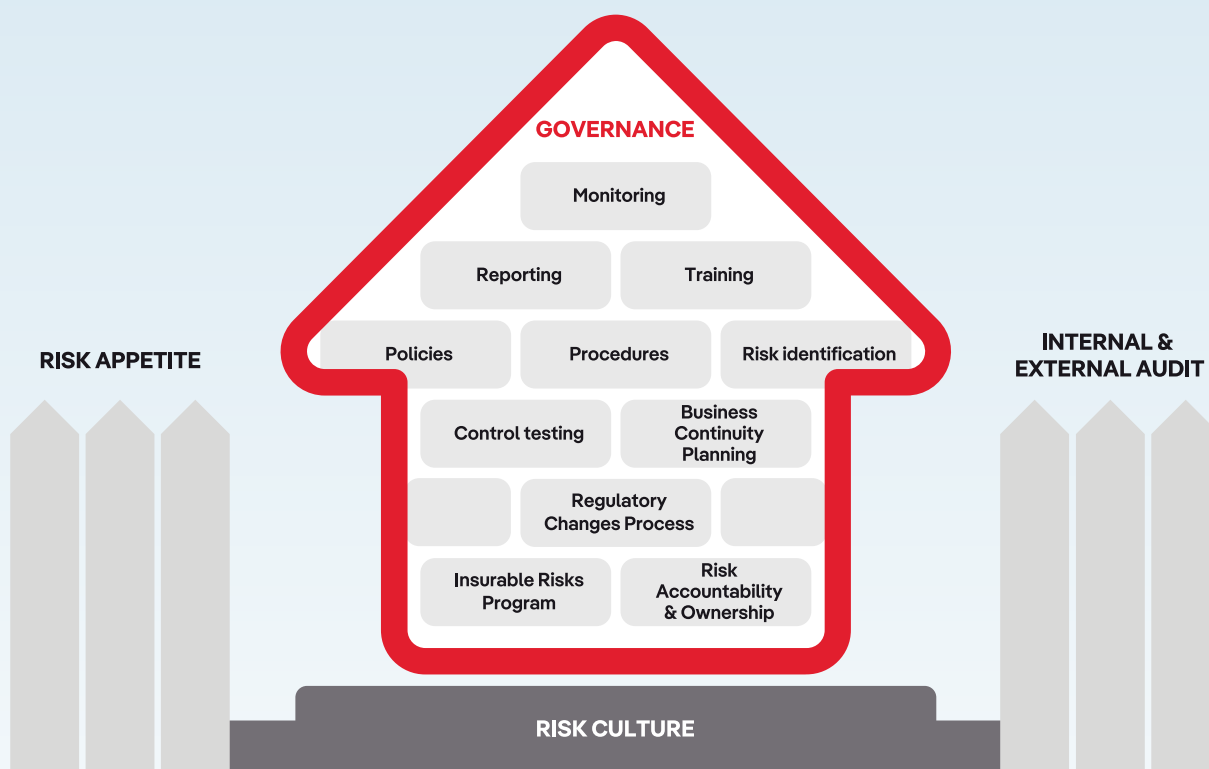 GOVERNANCE
Monitoring
Reporting
Training
Policies
Procedures
Risk identification
RISK APPETITE
INTERNAL &
EXTERNAL AUDIT
Control testing
Business
Continuity
Planning
Regulatory
Changes Process
Insurable Risks
Program
Risk
Accountability
& Ownership
RISK CULTURE